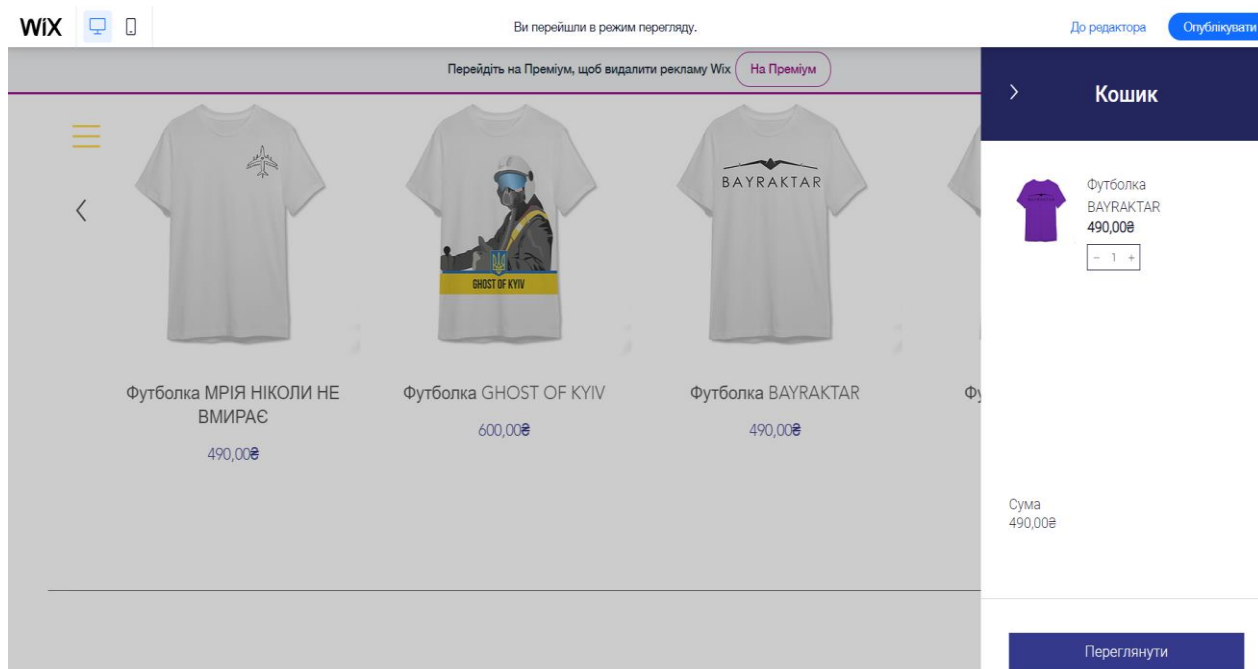 WiX
Ви перейшли в режим перегляду.
До редактора
Опублікувати
Перейдіть на Преміум, щоб видалити рекламу Wix
На Преміум
Кошик
BAYRAKTAR
GHOST OF KYIV
Футболка
BAYRAKTAR
490,00₴
- 1 +
Футболка МРІЯ НІКОЛИ НЕ
ВМИРАЄ
490,00₴
Футболка GHOST OF KYIV
600,00₴
Футболка BAYRAKTAR
490,00₴
Фу
Сума
490,00₴
Переглянути